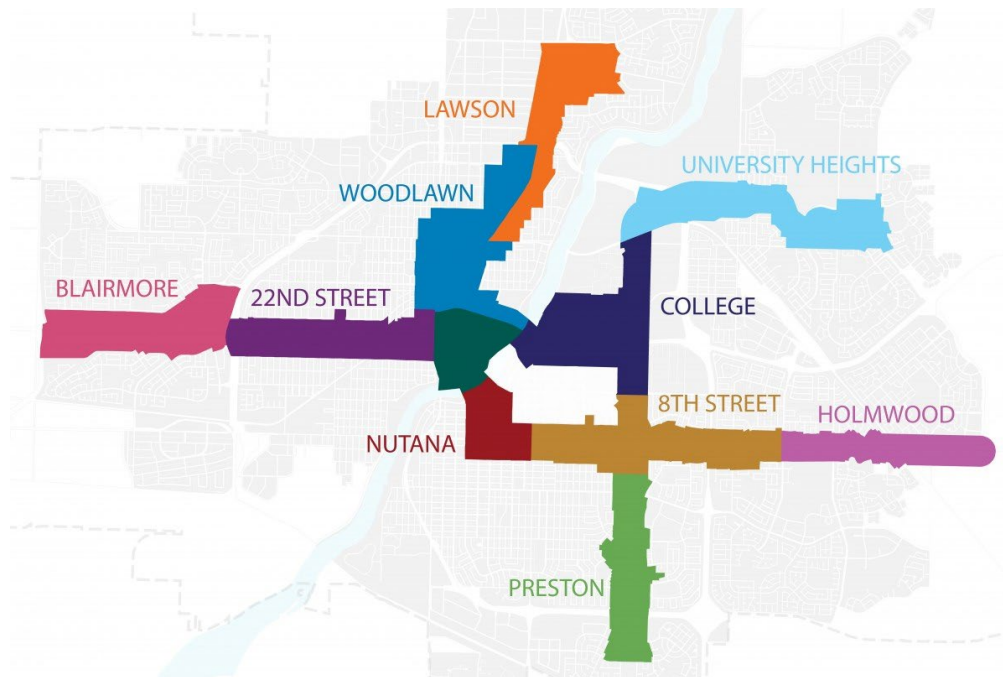 LAWSON
UNIVERSITY HEIGHTS
WOODLAWN
BLAIRMORE
22ND STREET
COLLEGE
8TH STREET
HOLMWOOD
NUTANA
PRESTON